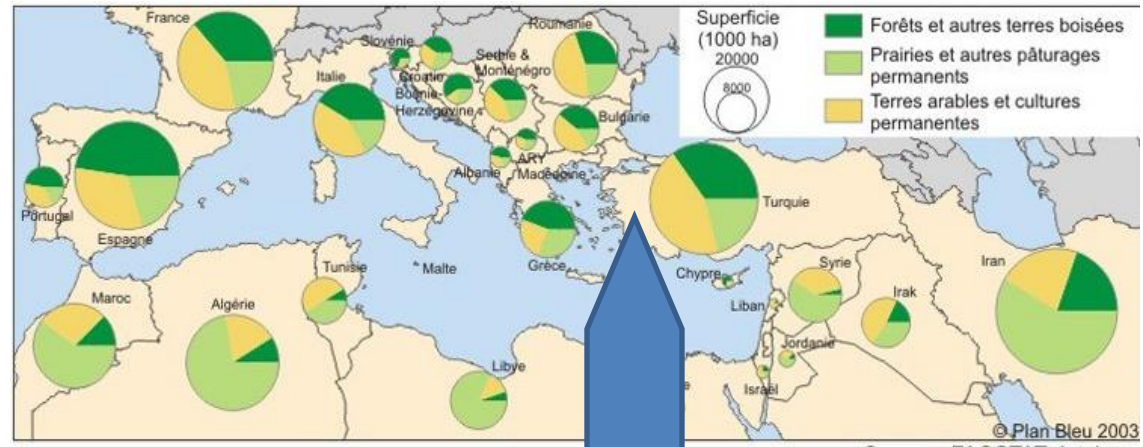 France
Roumanie
Slovénie
Italie
Croatie
Serbie &
Monténégro
Bosnie-
Herzégovine
Bulgarie
ARY
Macédoine
Albanie
Portugal
Espagne
Grèce
Turquie
Tunisie
Malte
Chypre
Syrie
Iran
Maroc
Algérie
Liban
Irak
Jordanie
Libye
Israël
Superficie
(1000 ha)
20000
8000
Forêts et autres terres boisées
Prairies et autres pâturages
permanents
Terres arables et cultures
permanentes
© Plan Bleu 2003